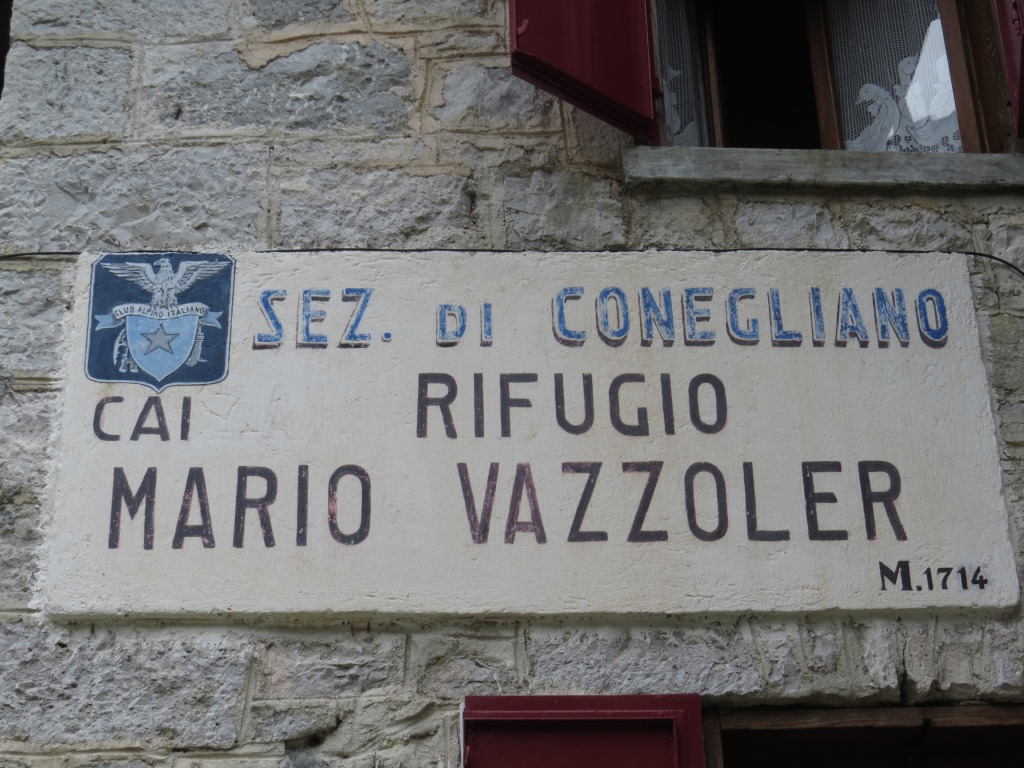 CLUB ALPINO ITALIANO
SEZ. DI CONEGLIANO
CAI RIFUGIO
MARIO VAZZOLER
M.1714